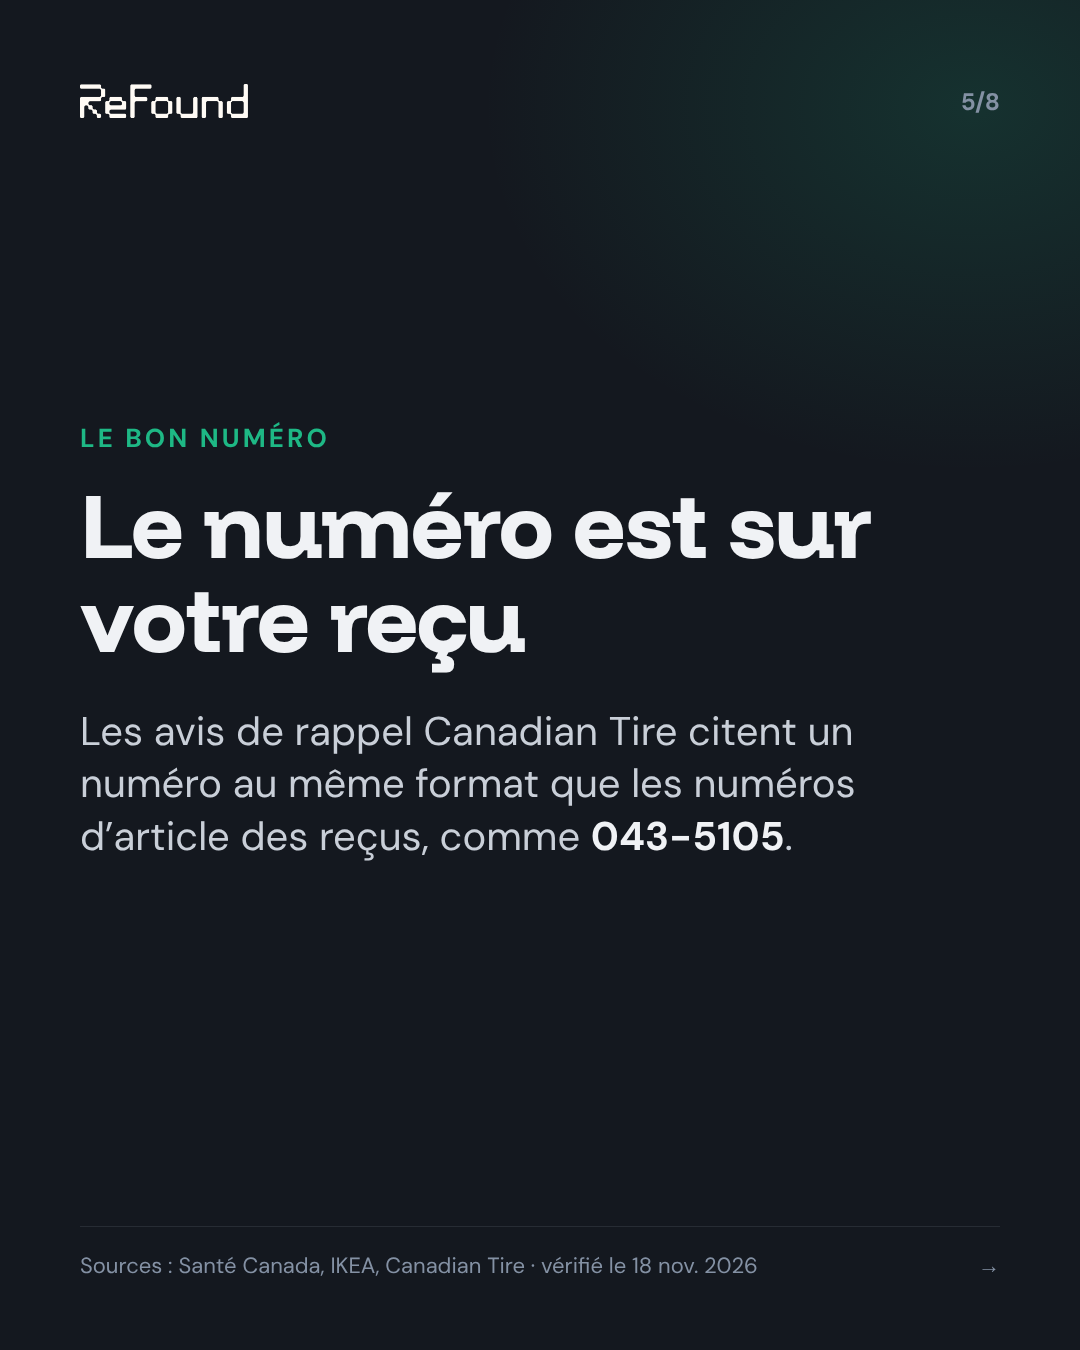 ReFound
5/8
LE BON NUMÉRO
Le numéro est sur
votre reçu
Les avis de rappel Canadian Tire citent un
numéro au même format que les numéros
d’article des reçus, comme 043-5105.
Sources : Santé Canada, IKEA, Canadian Tire · vérifié le 18 nov. 2026 →